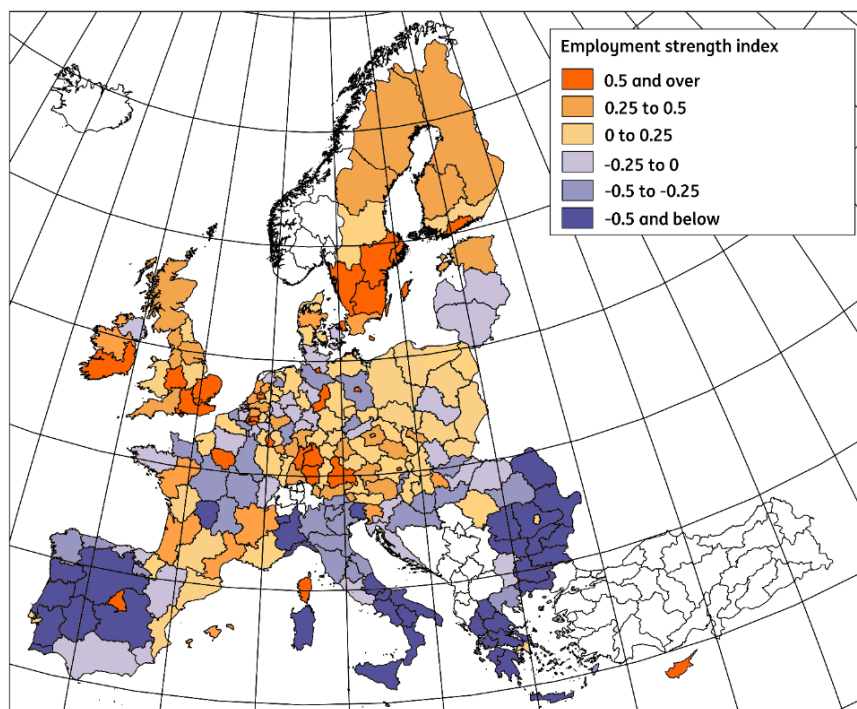 Employment strength index
0.5 and over
0.25 to 0.5
0 to 0.25
-0.25 to 0
-0.5 to -0.25
-0.5 and below